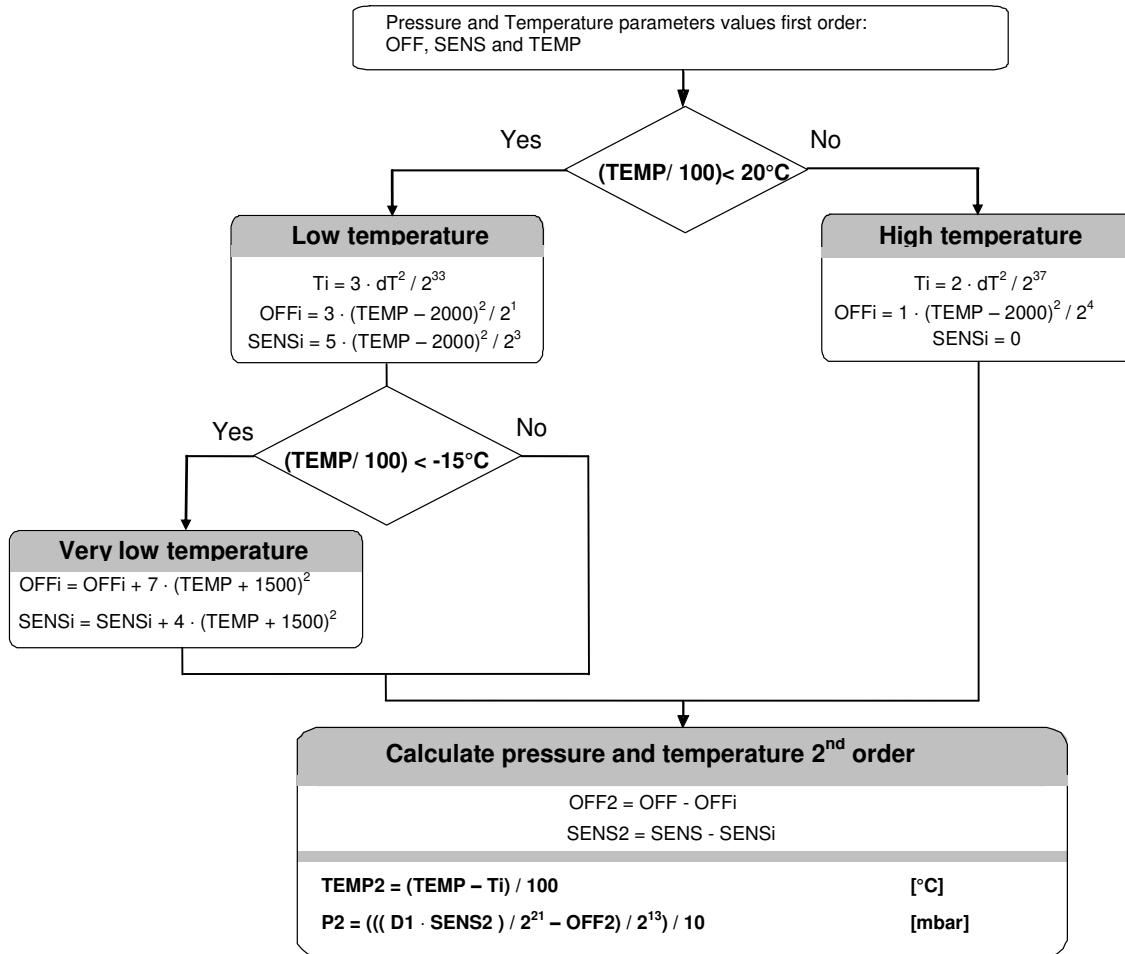 Pressure and Temperature parameters values first order:
OFF, SENS and TEMP
Yes
No
(TEMP/ 100)< 20°C
Low temperature
Ti = 3 · dT² / 2³³
OFFi = 3 · (TEMP – 2000)² / 2¹
SENSi = 5 · (TEMP – 2000)² / 2³
High temperature
Ti = 2 · dT² / 2³⁷
OFFi = 1 · (TEMP – 2000)² / 2⁴
SENSi = 0
Yes
No
(TEMP/ 100) < -15°C
Very low temperature
OFFi = OFFi + 7 · (TEMP + 1500)²
SENSi = SENSi + 4 · (TEMP + 1500)²
Calculate pressure and temperature 2ⁿᵈ order
OFF2 = OFF - OFFi
SENS2 = SENS - SENSi
TEMP2 = (TEMP – Ti) / 100 [°C]
P2 = ((( D1 · SENS2 ) / 2²¹ – OFF2) / 2¹³) / 10 [mbar]